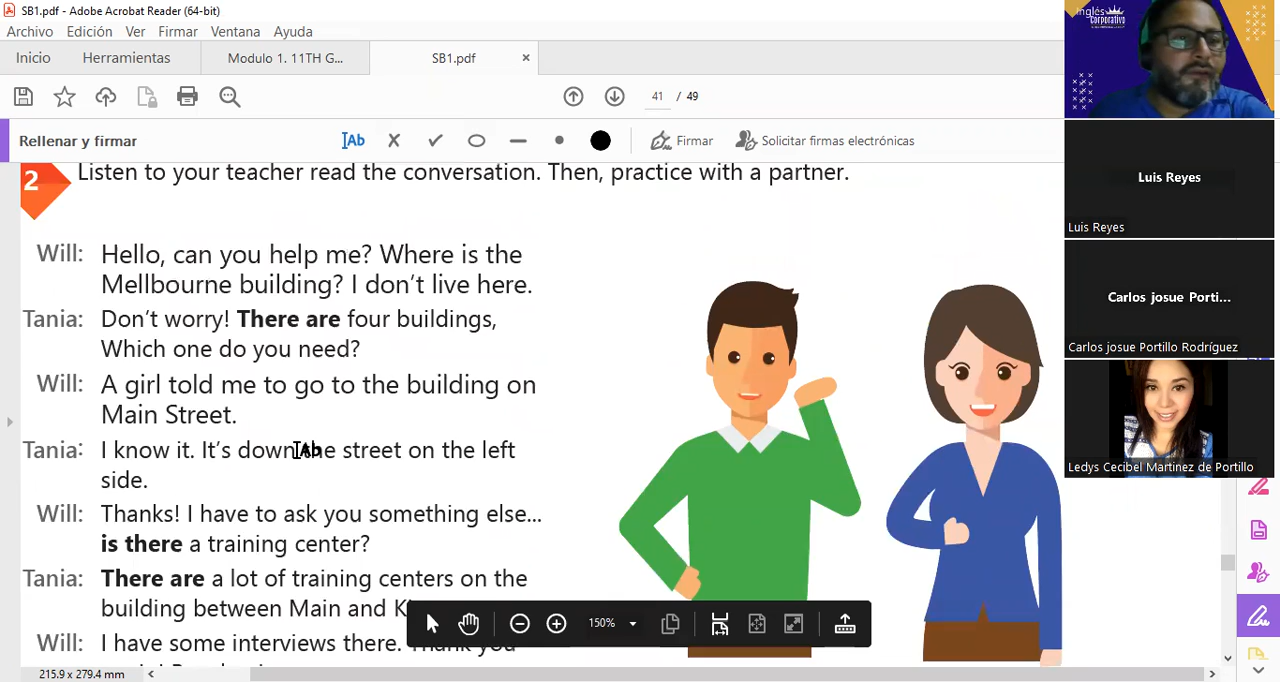 SB1.pdf - Adobe Acrobat Reader (64-bit)
Archivo Edición Ver Firmar Ventana Ayuda
Inicio Herramientas Modulo 1. 11TH G... SB1.pdf ×
41 / 49
Rellenar y firmar Ab Firmar Solicitar firmas electrónicas
2 Listen to your teacher read the conversation. Then, practice with a partner.
Will: Hello, can you help me? Where is the
Mellbourne building? I don't live here.
Tania: Don't worry! There are four buildings,
Which one do you need?
Will: A girl told me to go to the building on
Main Street.
Tania: I know it. It's down the street on the left
side.
Will: Thanks! I have to ask you something else...
is there a training center?
Tania: There are a lot of training centers on the
building between Main and
Will: I have some interviews there. Thank you
150%
215.9 x 279.4 mm
Inglés
Corporativo
Luis Reyes
Luis Reyes
Carlos josue Porti...
Carlos josue Portillo Rodríguez
Ledys Cecibel Martinez de Portillo